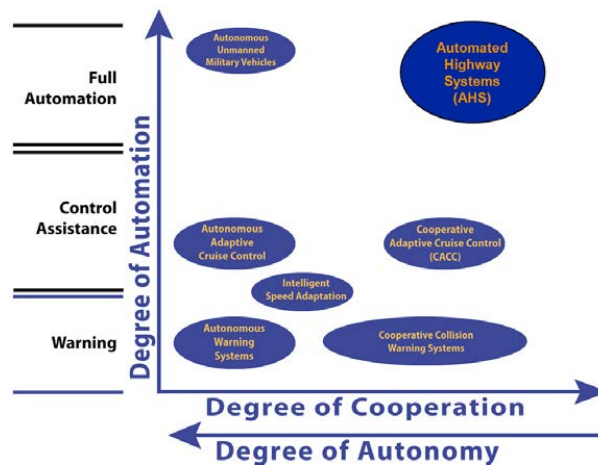 Autonomous
Unmanned
Military Vehicles
Automated
Highway
Systems
(AHS)
Full
Automation
Control
Assistance
Autonomous
Adaptive
Cruise Control
Cooperative
Adaptive Cruise Control
(CACC)
Intelligent
Speed Adaptation
Warning
Autonomous
Warning
Systems
Cooperative Collision
Warning Systems
Degree of Automation
Degree of Cooperation
Degree of Autonomy